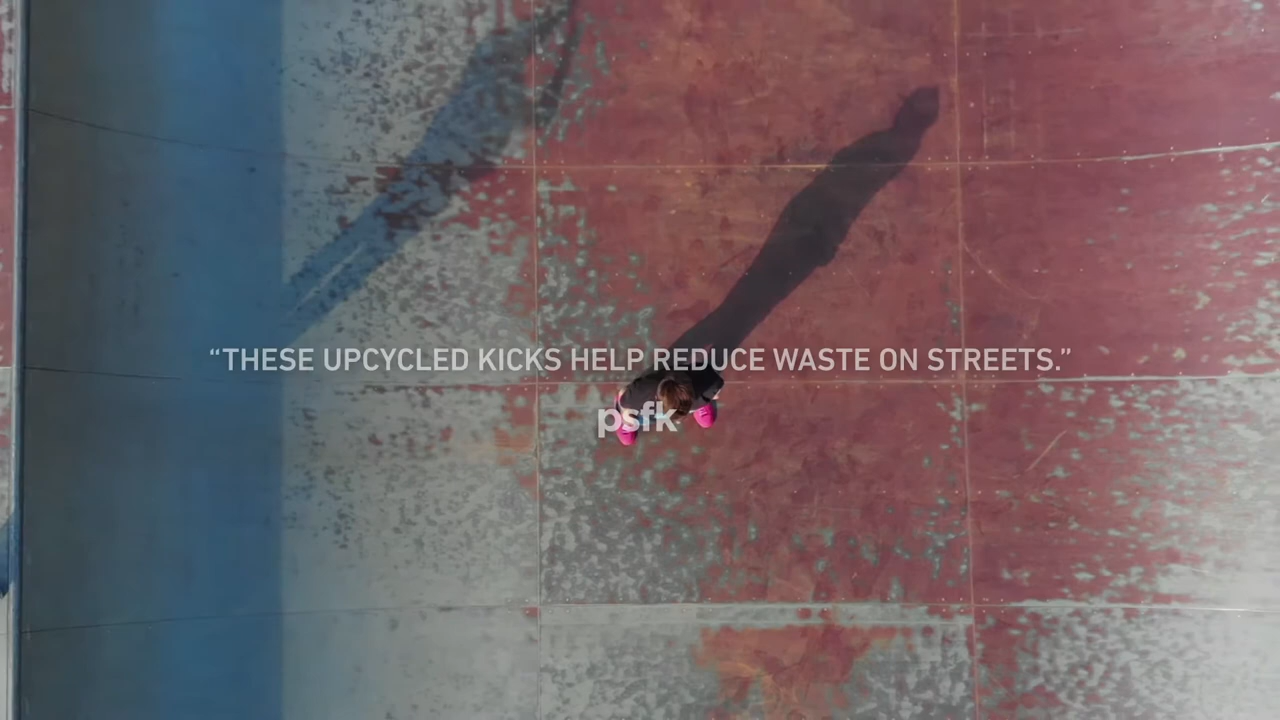 “THESE UPCYCLED KICKS HELP REDUCE WASTE ON STREETS.”
psfk